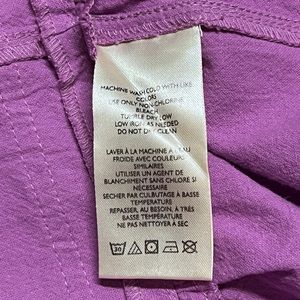 MACHINE WASH COLD WITH LIKE
COLORS
USE ONLY NON-CHLORINE
BLEACH
TUMBLE DRY LOW
LOW IRON AS NEEDED
DO NOT DRY CLEAN
LAVER À LA MACHINE À L'EAU
FROIDE AVEC COULEURS
SIMILAIRES
UTILISER UN AGENT DE
BLANCHIMENT SANS CHLORE SI
NÉCESSAIRE
SÉCHER PAR CULBUTAGE À BASSE
TEMPÉRATURE
REPASSER, AU BESOIN, À TRÈS
BASSE TEMPÉRATURE
NE PAS NETTOYER À SEC
30